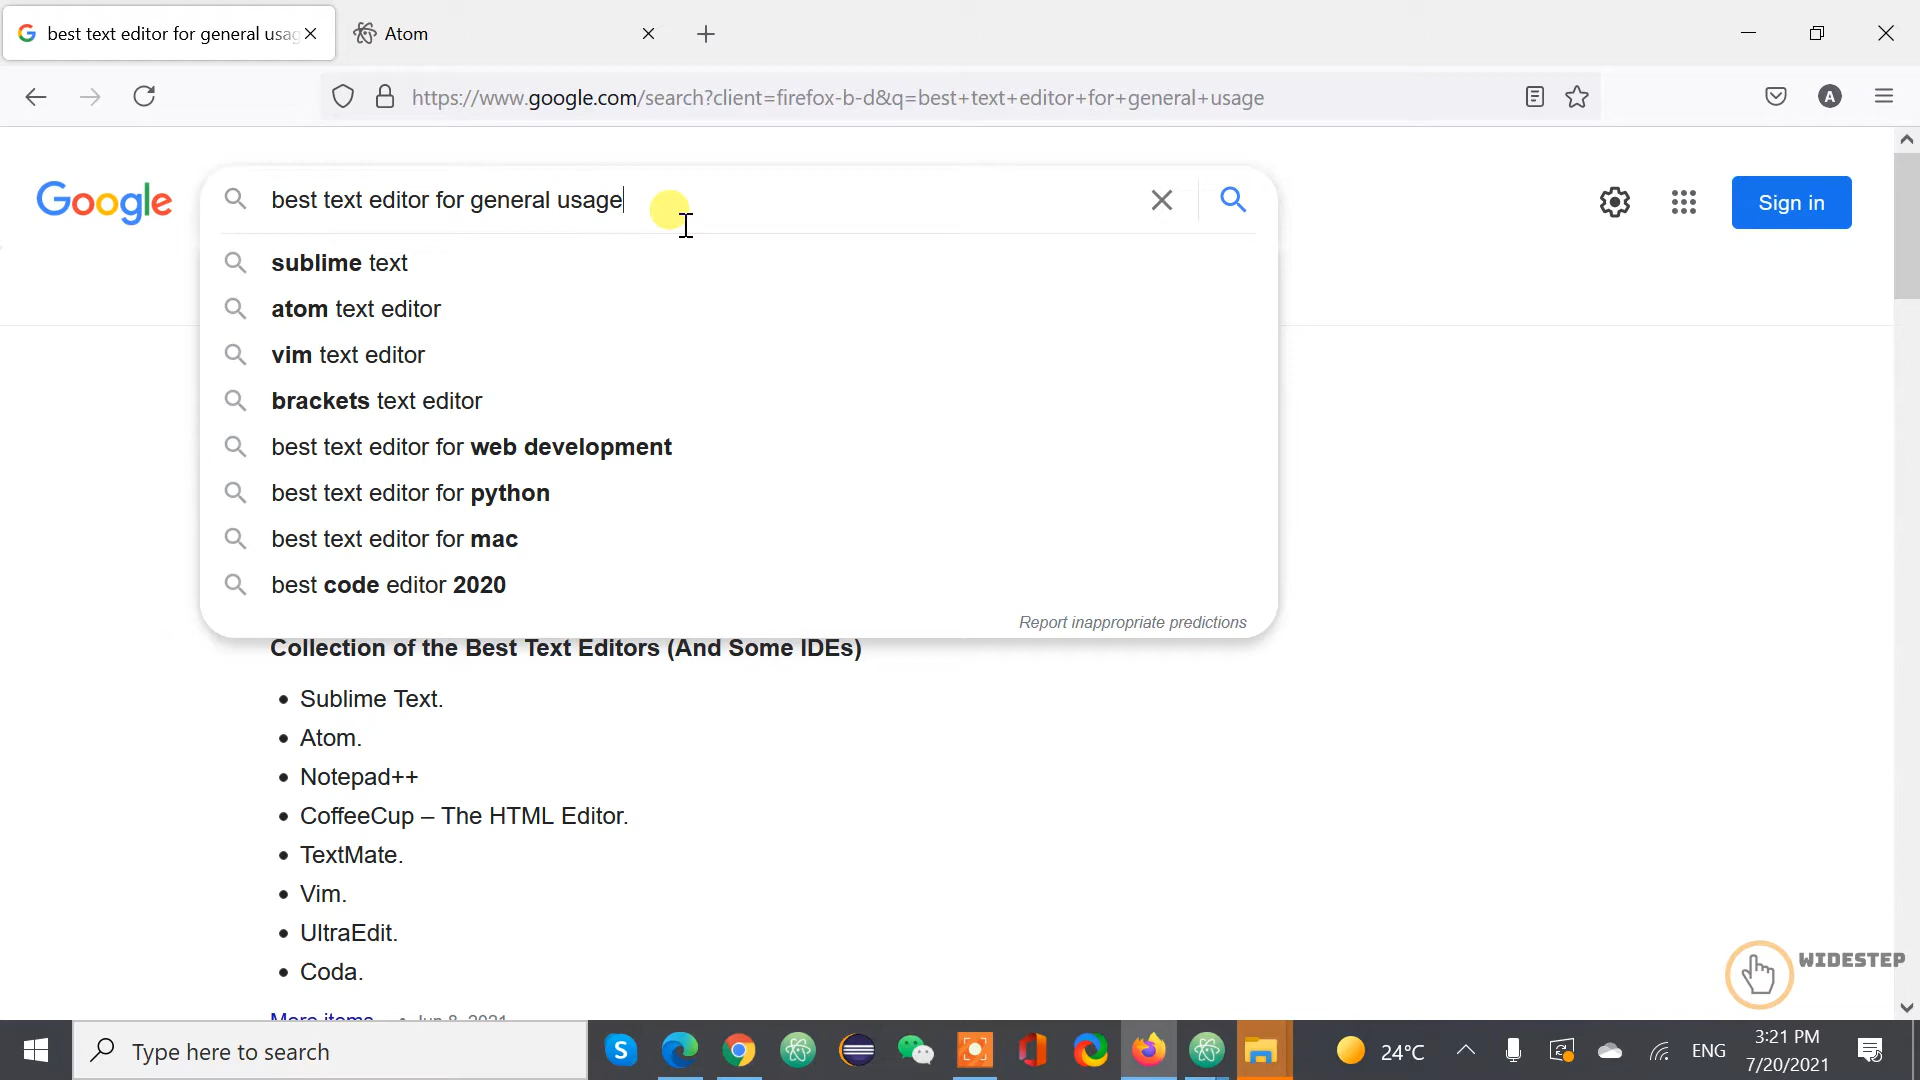 best text editor for general usag
Atom
https://www.google.com/search?client=firefox-b-d&q=best+text+editor+for+general+usage
A
Google
best text editor for general usage
Sign in
sublime text
atom text editor
vim text editor
brackets text editor
best text editor for web development
best text editor for python
best text editor for mac
best code editor 2020
Report inappropriate predictions
Collection of the Best Text Editors (And Some IDEs)
Sublime Text.
Atom.
Notepad++
CoffeeCup – The HTML Editor.
TextMate.
Vim.
UltraEdit.
Coda.
More items
Jun 8, 2021
WIDESTEP
Type here to search
24°C
ENG
3:21 PM
7/20/2021